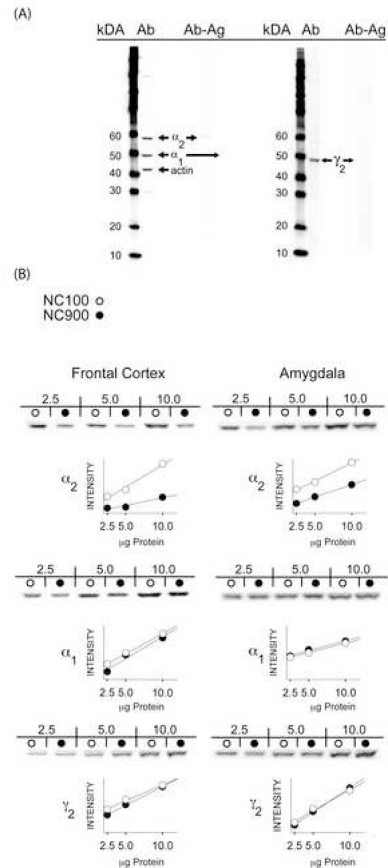 (A)
kDA Ab Ab-Ag kDA Ab Ab-Ag
60 α2 60
50 α1 50 γ2
40 actin 40
30 30
20 20
10 10
(B)
NC100
NC900
Frontal Cortex Amygdala
2.5 5.0 10.0 2.5 5.0 10.0
α2 INTENSITY α2 INTENSITY
2.5 5.0 10.0 2.5 5.0 10.0
μg Protein μg Protein
2.5 5.0 10.0 2.5 5.0 10.0
α1 INTENSITY α1 INTENSITY
2.5 5.0 10.0 2.5 5.0 10.0
μg Protein μg Protein
2.5 5.0 10.0 2.5 5.0 10.0
γ2 INTENSITY γ2 INTENSITY
2.5 5.0 10.0 2.5 5.0 10.0
μg Protein μg Protein